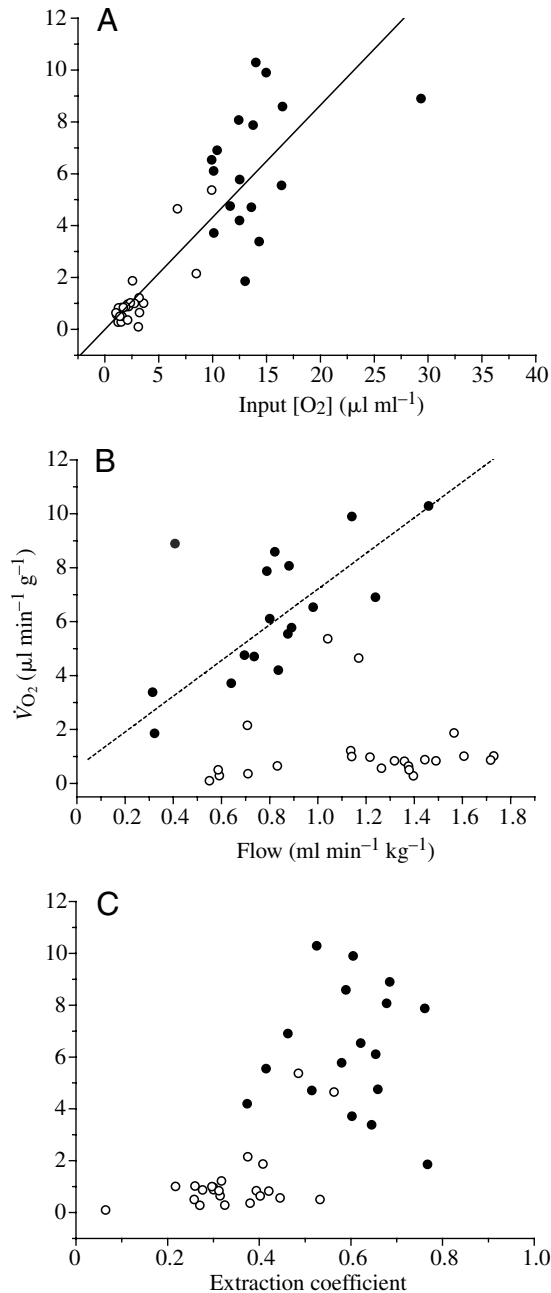 A
12
10
8
6
4
2
0
0 5 10 15 20 25 30 35 40
Input [O₂] (μl ml⁻¹)
B
12
10
8
6
4
2
0
V̇O₂ (μl min⁻¹ g⁻¹)
0 0.2 0.4 0.6 0.8 1.0 1.2 1.4 1.6 1.8
Flow (ml min⁻¹ kg⁻¹)
C
12
10
8
6
4
2
0
0 0.2 0.4 0.6 0.8 1.0
Extraction coefficient